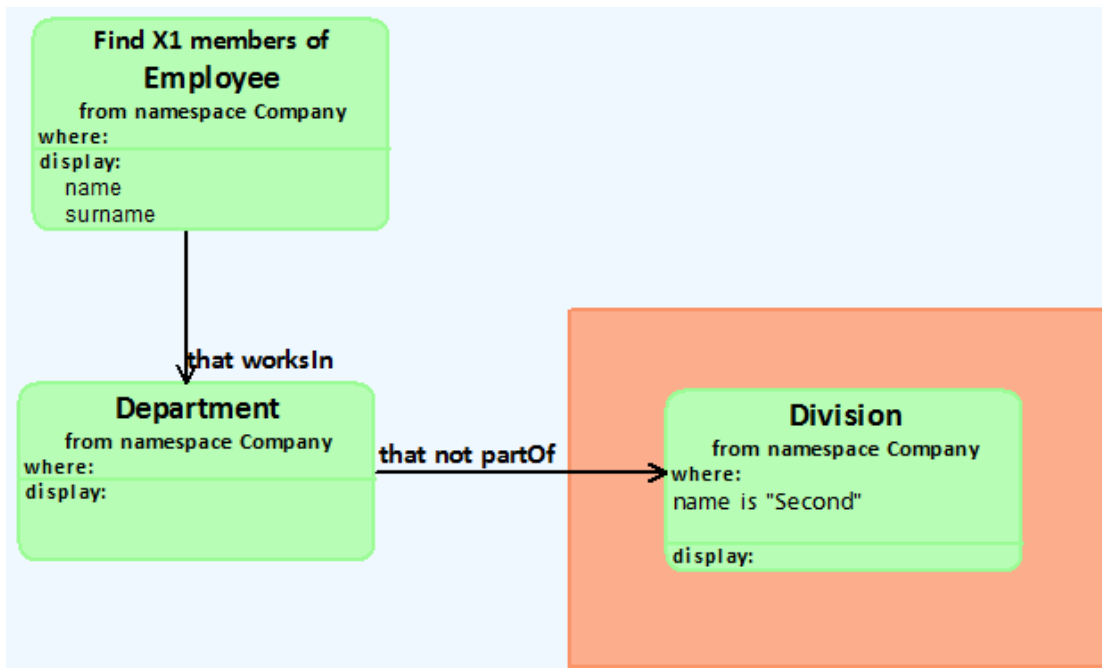 Find X1 members of
Employee
from namespace Company
where:
display:
name
surname
that worksIn
Department
from namespace Company
where:
display:
that not partOf
Division
from namespace Company
where:
name is "Second"
display: